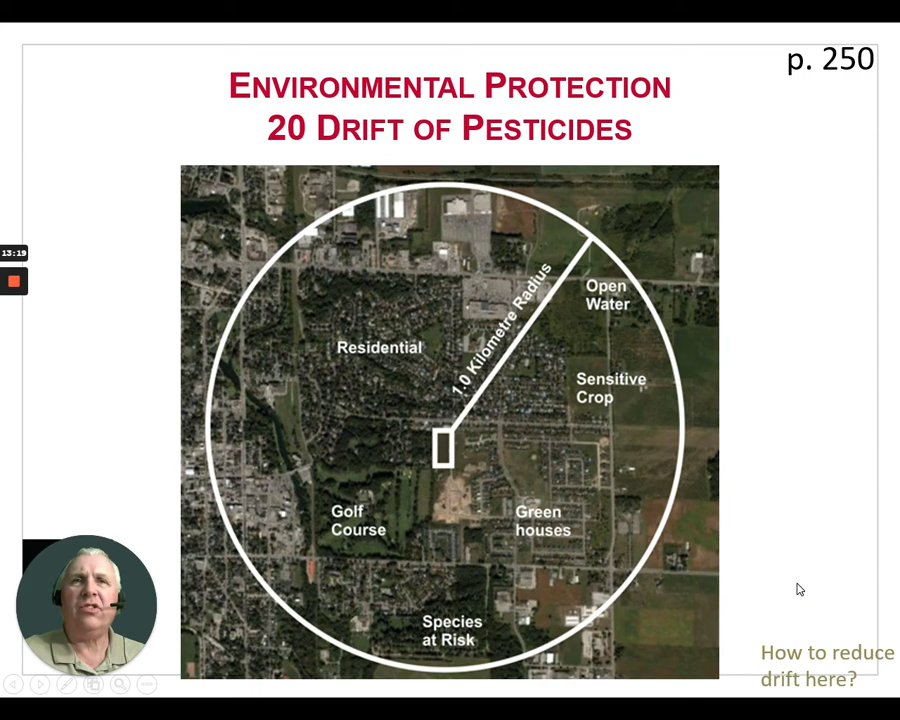 p. 250
ENVIRONMENTAL PROTECTION
20 DRIFT OF PESTICIDES
13:19
1.0 Kilometre Radius
Open
Water
Residential
Sensitive
Crop
Golf
Course
Green
houses
Species
at Risk
How to reduce
drift here?